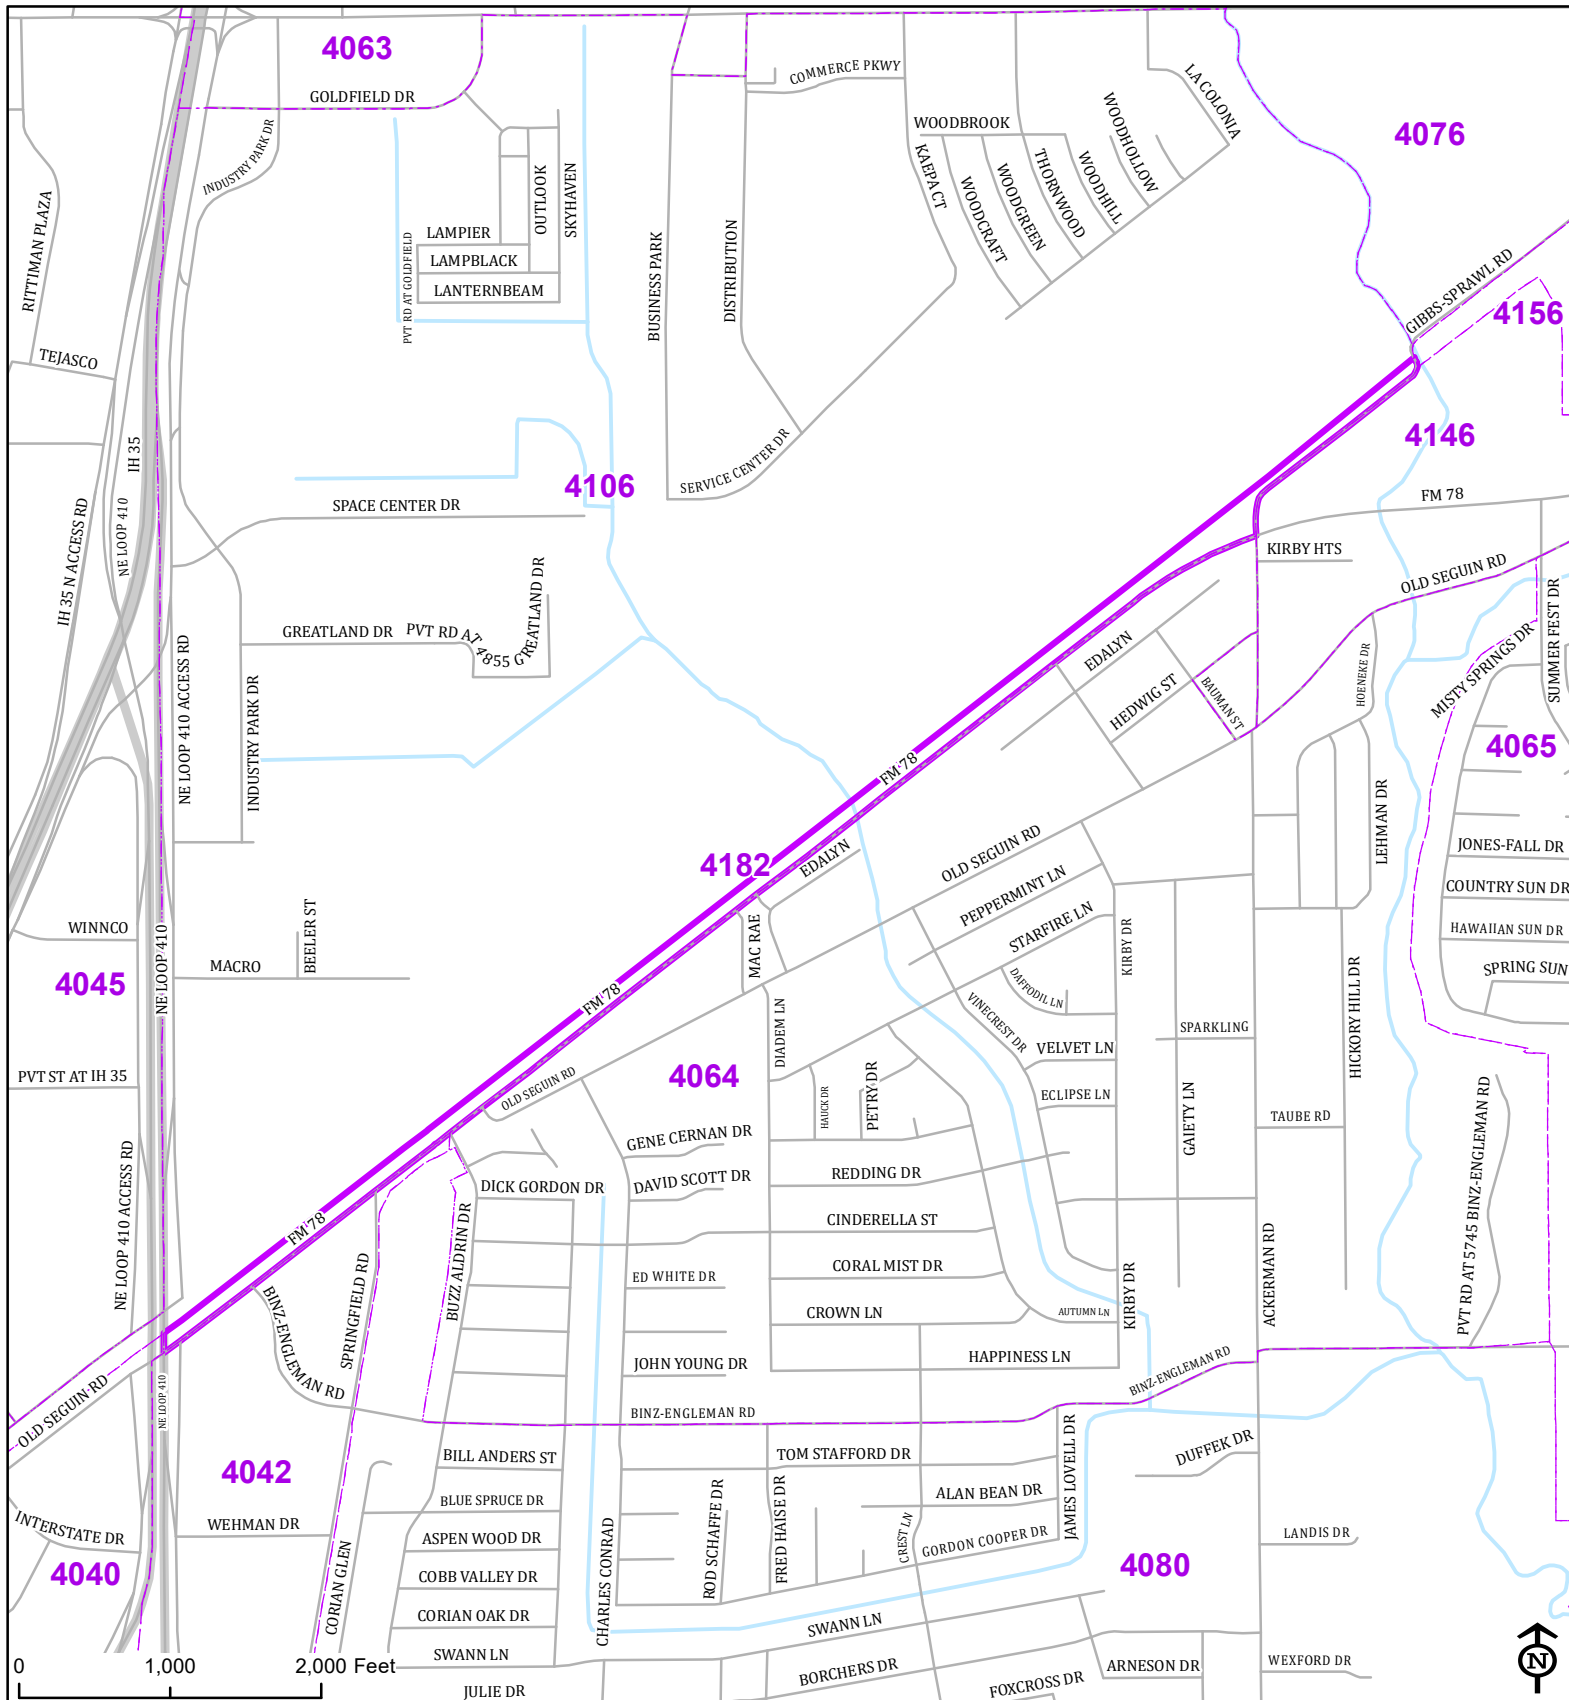 4063
GOLDFIELD DR
COMMERCE PKWY
LA COLONIA
WOODHOLLOW
WOODBROOK
4076
INDUSTRY PARK DR
KAEPA CT
WOODCRAFT
WOODGREEN
THORNWOOD
WOODHILL
RITTIMAN PLAZA
OUTLOOK
SKYHAVEN
LAMPIER
LAMPBLACK
LANTERNBEAM
PVT RD AT GOLDFIELD
BUSINESS PARK
DISTRIBUTION
GIBBS-SPRAWL RD
4156
TEJASCO
IH 35
4146
4106
SERVICE CENTER DR
FM 78
SPACE CENTER DR
IH 35 N ACCESS RD
NE LOOP 410
KIRBY HTS
OLD SEGUIN RD
SUMMER FEST DR
GREATLAND DR
PVT RD AT 4855 GREATLAND DR
EDALYN
HEDWIG ST
BAUMAN ST
HOENEKE DR
MISTY SPRINGS DR
NE LOOP 410 ACCESS RD
INDUSTRY PARK DR
4065
FM 78
LEHMAN DR
JONES-FALL DR
4182
EDALYN
OLD SEGUIN RD
PEPPERMINT LN
COUNTRY SUN DR
STARFIRE LN
HAWAIIAN SUN DR
WINNCO
BEELER ST
MACRO
NE LOOP 410
MAC RAE
KIRBY DR
SPRING SUN
4045
FM 78
DAFFODIL LN
VINECREST DR
HICKORY HILL DR
DIADEM LN
SPARKLING
VELVET LN
PVT ST AT IH 35
4064
OLD SEGUIN RD
HAUCK DR
PETRY DR
ECLIPSE LN
GAIETY LN
TAUBE RD
GENE CERNAN DR
PVT RD AT 5745 BINZ-ENGLEMAN RD
DAVID SCOTT DR
REDDING DR
DICK GORDON DR
NE LOOP 410 ACCESS RD
FM 78
BUZZ ALDRIN DR
CINDERELLA ST
ACKERMAN RD
ED WHITE DR
CORAL MIST DR
KIRBY DR
SPRINGFIELD RD
BINZ-ENGLEMAN RD
CROWN LN
AUTUMN LN
JOHN YOUNG DR
HAPPINESS LN
BINZ-ENGLEMAN RD
NE LOOP 410
OLD SEGUIN RD
BINZ-ENGLEMAN RD
4042
BILL ANDERS ST
TOM STAFFORD DR
JAMES LOVELL DR
DUFFEK DR
BLUE SPRUCE DR
ALAN BEAN DR
INTERSTATE DR
WEHMAN DR
ASPEN WOOD DR
CHARLES CONRAD
ROD SCHAFFE DR
FRED HAISE DR
CREST LN
GORDON COOPER DR
LANDIS DR
4040
COBB VALLEY DR
4080
CORIAN GLEN
CORIAN OAK DR
SWANN LN
SWANN LN
BORCHERS DR
ARNESON DR
WEXFORD DR
JULIE DR
FOXCROSS DR
0 1,000 2,000 Feet
N